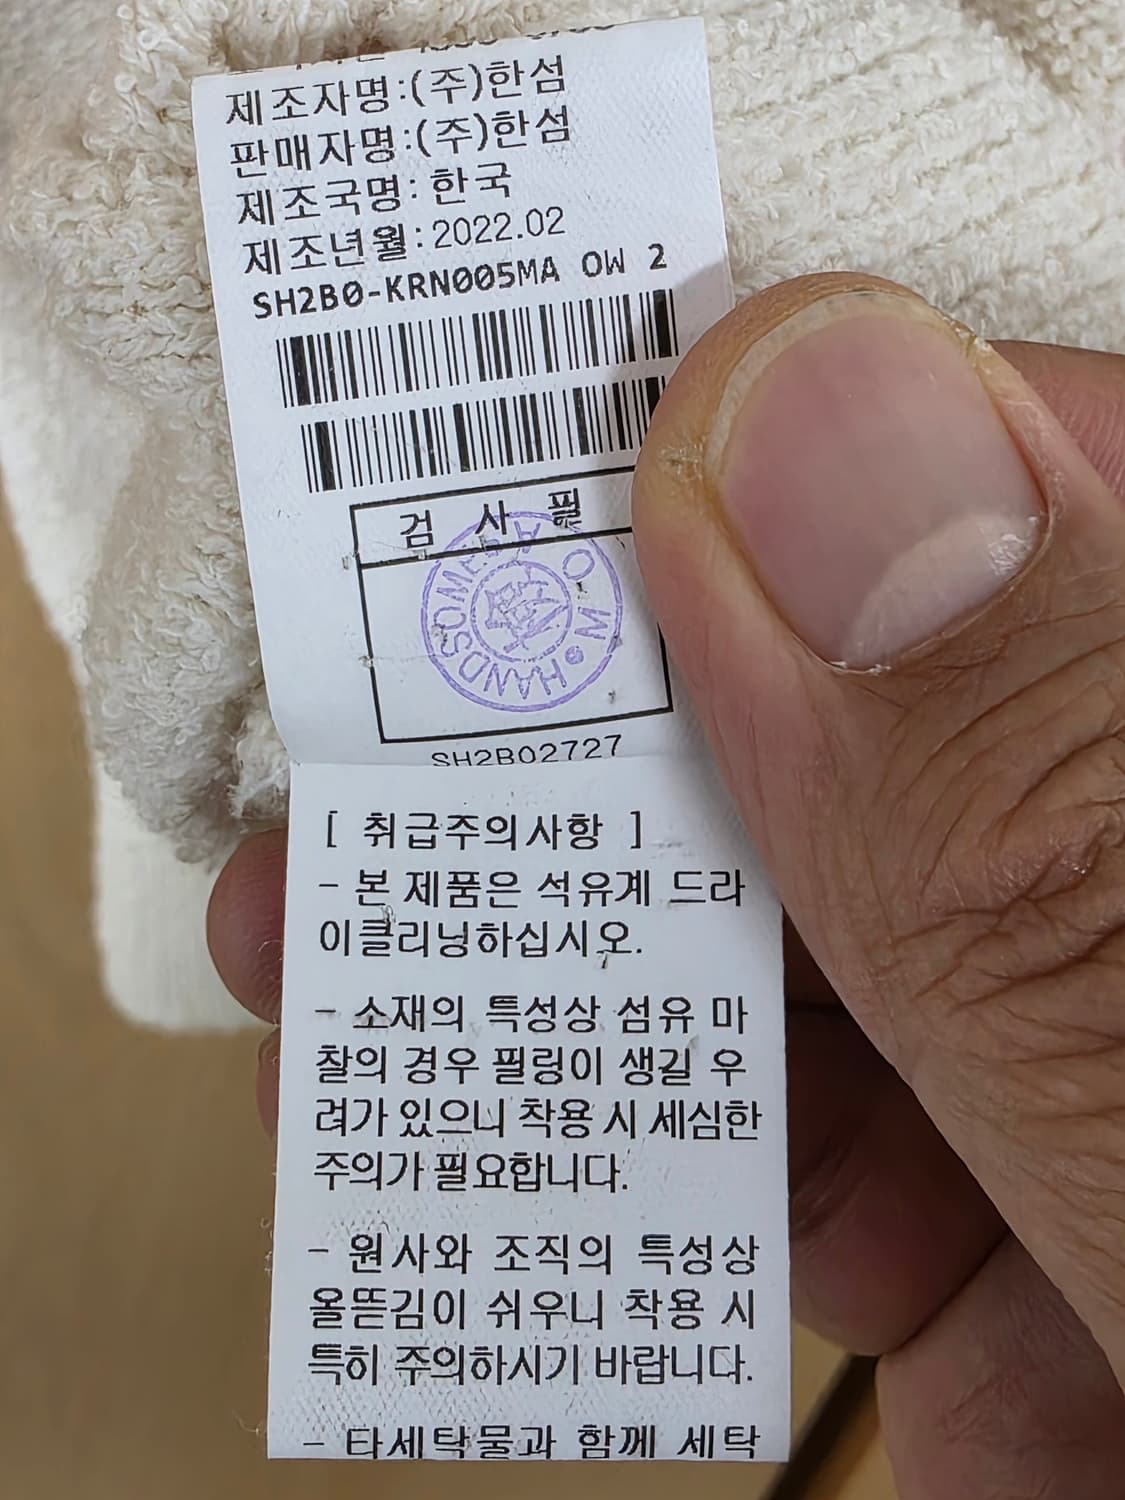 제조자명:(주)한섬
판매자명:(주)한섬
제조국명: 한국
제조년월:2022.02
SH2B0-KRN005MA OW 2
검 사 필
HANDSOME
SH2B02727
[ 취급주의사항 ]
- 본 제품은 석유계 드라
이클리닝하십시오.
- 소재의 특성상 섬유 마
찰의 경우 필링이 생길 우
려가 있으니 착용 시 세심한
주의가 필요합니다.
- 원사와 조직의 특성상
올뜯김이 쉬우니 착용 시
특히 주의하시기 바랍니다.
- 타세탁물과 함께 세탁